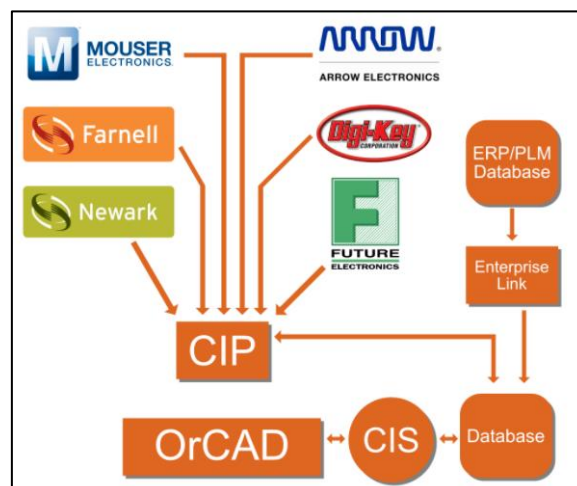 M MOUSER
ELECTRONICS
ARROW®
ARROW ELECTRONICS
Farnell
Digi-Key®
CORPORATION
Newark
F
FUTURE
ELECTRONICS
ERP/PLM
Database
Enterprise
Link
CIP
OrCAD
CIS
Database